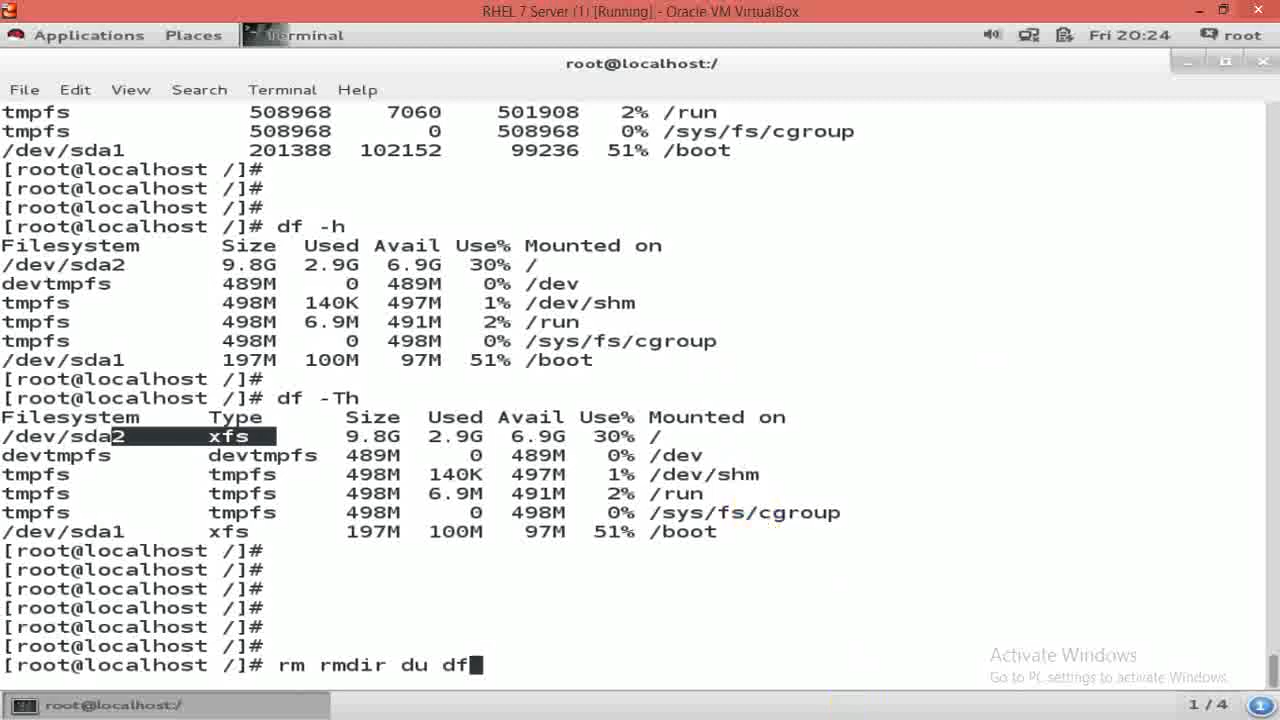 RHEL 7 Server (1) [Running] - Oracle VM VirtualBox
Applications Places Terminal Fri 20:24 root
root@localhost:/
File Edit View Search Terminal Help
tmpfs 508968 7060 501908 2% /run
tmpfs 508968 0 508968 0% /sys/fs/cgroup
/dev/sda1 201388 102152 99236 51% /boot
[root@localhost /]#
[root@localhost /]#
[root@localhost /]#
[root@localhost /]# df -h
Filesystem Size Used Avail Use% Mounted on
/dev/sda2 9.8G 2.9G 6.9G 30% /
devtmpfs 489M 0 489M 0% /dev
tmpfs 498M 140K 497M 1% /dev/shm
tmpfs 498M 6.9M 491M 2% /run
tmpfs 498M 0 498M 0% /sys/fs/cgroup
/dev/sda1 197M 100M 97M 51% /boot
[root@localhost /]#
[root@localhost /]# df -Th
Filesystem Type Size Used Avail Use% Mounted on
/dev/sda2 xfs 9.8G 2.9G 6.9G 30% /
devtmpfs devtmpfs 489M 0 489M 0% /dev
tmpfs tmpfs 498M 140K 497M 1% /dev/shm
tmpfs tmpfs 498M 6.9M 491M 2% /run
tmpfs tmpfs 498M 0 498M 0% /sys/fs/cgroup
/dev/sda1 xfs 197M 100M 97M 51% /boot
[root@localhost /]#
[root@localhost /]#
[root@localhost /]#
[root@localhost /]#
[root@localhost /]#
[root@localhost /]#
[root@localhost /]# rm rmdir du df
Activate Windows
Go to PC settings to activate Windows.
root@localhost:/ 1 / 4 1